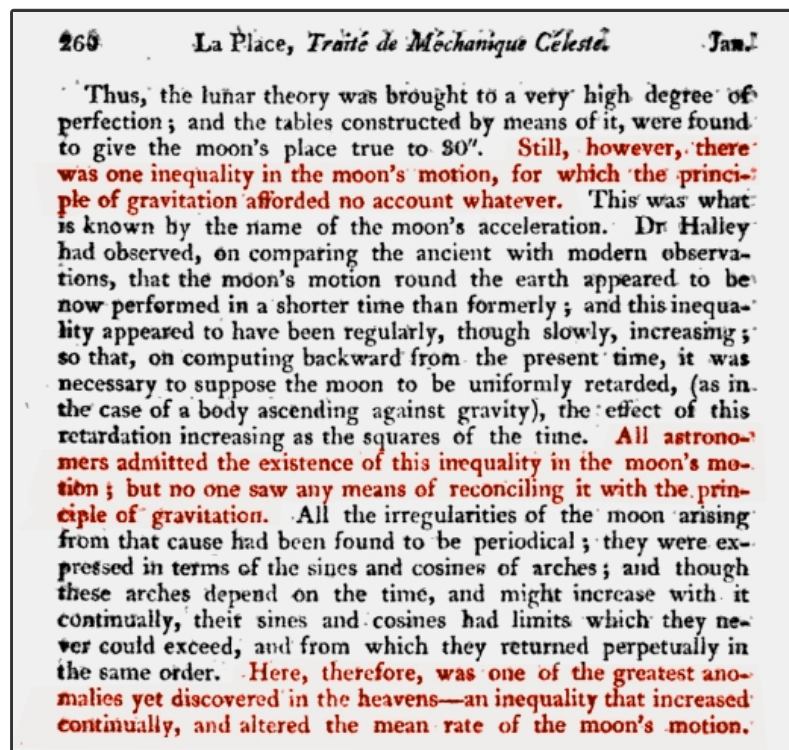 260 La Place, Traité de Méchanique Céleste. Jan.
Thus, the lunar theory was brought to a very high degree of
perfection; and the tables constructed by means of it, were found
to give the moon's place true to 30". Still, however, there
was one inequality in the moon's motion, for which the princi-
ple of gravitation afforded no account whatever. This was what
is known by the name of the moon's acceleration. Dr Halley
had observed, on comparing the ancient with modern observa-
tions, that the moon's motion round the earth appeared to be
now performed in a shorter time than formerly; and this inequa-
lity appeared to have been regularly, though slowly, increasing;
so that, on computing backward from the present time, it was
necessary to suppose the moon to be uniformly retarded, (as in
the case of a body ascending against gravity), the effect of this
retardation increasing as the squares of the time. All astrono-
mers admitted the existence of this inequality in the moon's mo-
tion; but no one saw any means of reconciling it with the prin-
ciple of gravitation. All the irregularities of the moon arising
from that cause had been found to be periodical; they were ex-
pressed in terms of the sines and cosines of arches; and though
these arches depend on the time, and might increase with it
continually, their sines and cosines had limits which they ne-
ver could exceed, and from which they returned perpetually in
the same order. Here, therefore, was one of the greatest ano-
malies yet discovered in the heavens—an inequality that increased
continually, and altered the mean rate of the moon's motion.